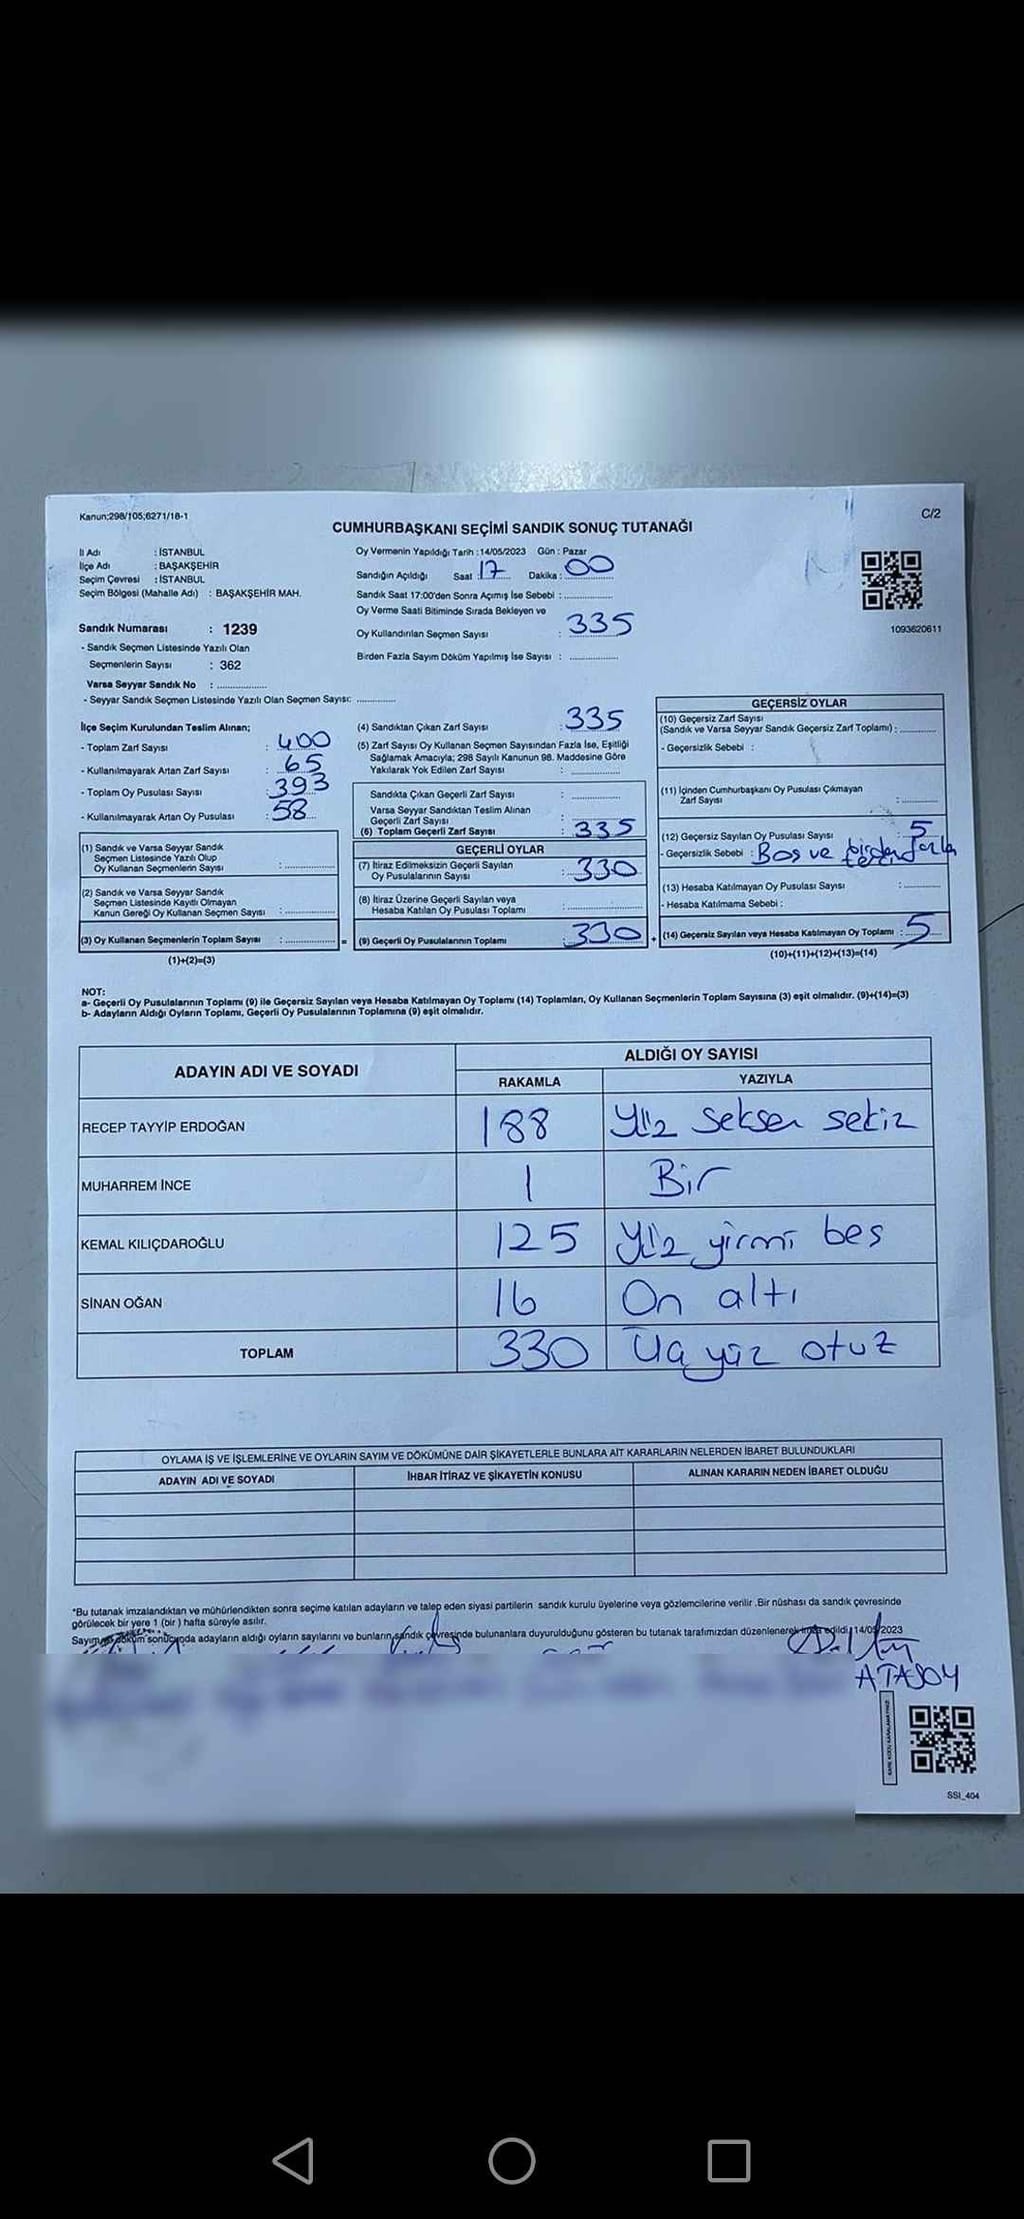 Kanun:298/105;6271/18-1
C/2
CUMHURBAŞKANI SEÇİMİ SANDIK SONUÇ TUTANAĞI
İl Adı : İSTANBUL
İlçe Adı : BAŞAKŞEHİR
Seçim Çevresi : İSTANBUL
Seçim Bölgesi (Mahalle Adı) : BAŞAKŞEHİR MAH.
Oy Vermenin Yapıldığı Tarih : 14/05/2023 Gün : Pazar
Sandığın Açıldığı Saat : 17 Dakika : 00
Sandık Saat 17:00'den Sonra Açımış İse Sebebi :
Oy Verme Saati Bitiminde Sırada Bekleyen ve
Oy Kullandırılan Seçmen Sayısı : 335
Birden Fazla Sayım Döküm Yapılmış İse Sayısı :
1093620611
Sandık Numarası : 1239
- Sandık Seçmen Listesinde Yazılı Olan
Seçmenlerin Sayısı : 362
Varsa Seyyar Sandık No :
- Seyyar Sandık Seçmen Listesinde Yazılı Olan Seçmen Sayısı:
İlçe Seçim Kurulundan Teslim Alınan;
- Toplam Zarf Sayısı : 400
- Kullanılmayarak Artan Zarf Sayısı : 65
- Toplam Oy Pusulası Sayısı : 393
- Kullanılmayarak Artan Oy Pusulası : 58
(1) Sandık ve Varsa Seyyar Sandık
Seçmen Listesinde Yazılı Olup
Oy Kullanan Seçmenlerin Sayısı :
(2) Sandık ve Varsa Seyyar Sandık
Seçmen Listesinde Kayıtlı Olmayan
Kanun Gereği Oy Kullanan Seçmen Sayısı :
(3) Oy Kullanan Seçmenlerin Toplam Sayısı : =
(1)+(2)=(3)
(4) Sandıktan Çıkan Zarf Sayısı : 335
(5) Zarf Sayısı Oy Kullanan Seçmen Sayısından Fazla İse, Eşitliği
Sağlamak Amacıyla; 298 Sayılı Kanunun 98. Maddesine Göre
Yakılarak Yok Edilen Zarf Sayısı :
Sandıkta Çıkan Geçerli Zarf Sayısı :
Varsa Seyyar Sandıktan Teslim Alınan
Geçerli Zarf Sayısı
(6) Toplam Geçerli Zarf Sayısı : 335
GEÇERLİ OYLAR
(7) İtiraz Edilmeksizin Geçerli Sayılan
Oy Pusulalarının Sayısı : 330
(8) İtiraz Üzerine Geçerli Sayılan veya
Hesaba Katılan Oy Pusulası Toplamı :
(9) Geçerli Oy Pusulalarının Toplamı : 330 +
GEÇERSİZ OYLAR
(10) Geçersiz Zarf Sayısı
(Sandık ve Varsa Seyyar Sandık Geçersiz Zarf Toplamı) :
- Geçersizlik Sebebi :
(11) İçinden Cumhurbaşkanı Oy Pusulası Çıkmayan
Zarf Sayısı :
(12) Geçersiz Sayılan Oy Pusulası Sayısı : 5
- Geçersizlik Sebebi : Boş ve birden fazla
(13) Hesaba Katılmayan Oy Pusulası Sayısı :
- Hesaba Katılmama Sebebi :
(14) Geçersiz Sayılan veya Hesaba Katılmayan Oy Toplamı : 5
(10)+(11)+(12)+(13)=(14)
NOT:
a- Geçerli Oy Pusulalarının Toplamı (9) ile Geçersiz Sayılan veya Hesaba Katılmayan Oy Toplamı (14) Toplamları, Oy Kullanan Seçmenlerin Toplam Sayısına (3) eşit olmalıdır. (9)+(14)=(3)
b- Adayların Aldığı Oyların Toplamı, Geçerli Oy Pusulalarının Toplamına (9) eşit olmalıdır.
ADAYIN ADI VE SOYADI
ALDIĞI OY SAYISI
RAKAMLA YAZIYLA
RECEP TAYYİP ERDOĞAN 188 Yüz seksen sekiz
MUHARREM İNCE 1 Bir
KEMAL KILIÇDAROĞLU 125 Yüz yirmi beş
SİNAN OĞAN 16 On altı
TOPLAM 330 Üç yüz otuz
OYLAMA İŞ VE İŞLEMLERİNE VE OYLARIN SAYIM VE DÖKÜMÜNE DAİR ŞİKAYETLERLE BUNLARA AİT KARARLARIN NELERDEN İBARET BULUNDUKLARI
ADAYIN ADI VE SOYADI İHBAR İTİRAZ VE ŞİKAYETİN KONUSU ALINAN KARARIN NEDEN İBARET OLDUĞU
*Bu tutanak imzalandıktan ve mühürlendikten sonra seçime katılan adayların ve talep eden siyasi partilerin sandık kurulu üyelerine veya gözlemcilerine verilir .Bir nüshası da sandık çevresinde
görülecek bir yere 1 (bir ) hafta süreyle asılır.
Sayım ve döküm sonucunda adayların aldığı oyların sayılarını ve bunların sandık çevresinde bulunanlara duyurulduğunu gösteren bu tutanak tarafımızdan düzenlenerek imza edildi. 14/05/2023
ATASOY
SSI_404